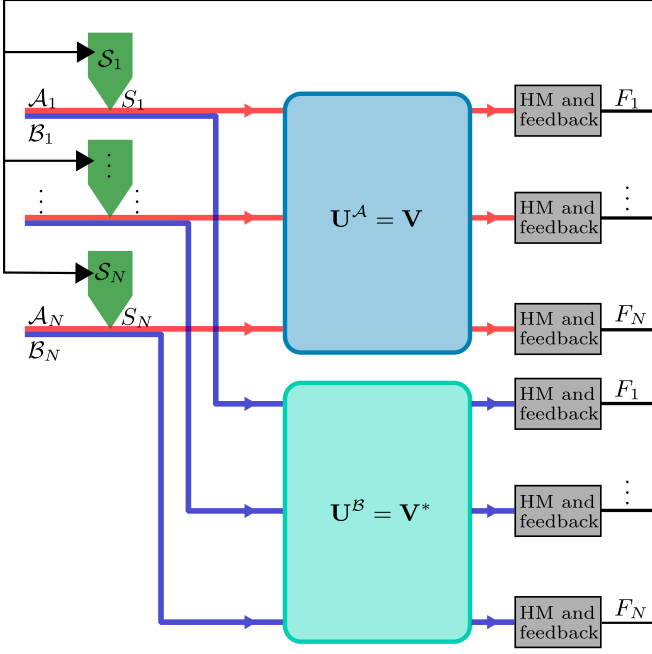 𝒮₁
𝒜₁ S₁
ℬ₁
⋮
⋮ ⋮
𝒮_N
𝒜_N S_N
ℬ_N
𝐔^𝒜 = 𝐕
𝐔^ℬ = 𝐕*
HM and
feedback
F₁
HM and
feedback
⋮
HM and
feedback
F_N
HM and
feedback
F₁
HM and
feedback
⋮
HM and
feedback
F_N